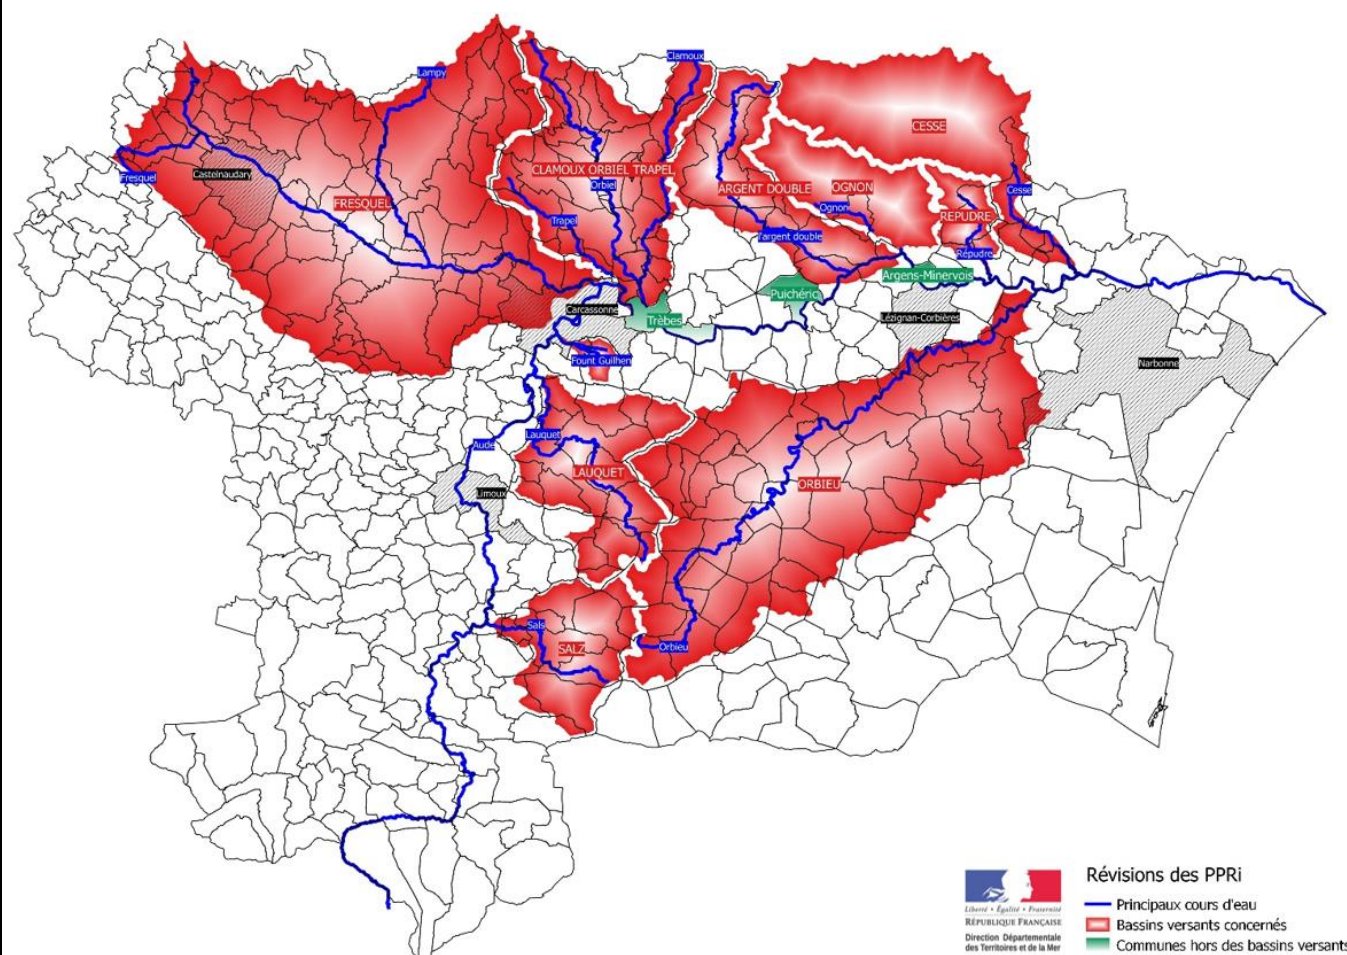 Clamoux
Lampy
CESSE
Fresquel
Castelnaudary
FRESQUEL
CLAMOUX ORBIEL TRAPEL
Orbiel
Trapel
ARGENT DOUBLE
OGNON
Ognon
l'argent double
REPUDRE
Répudre
Cesse
Argens-Minervois
Puichéric
Carcassonne
Trèbes
Lézignan-Corbières
Fount Guilhen
Narbonne
Lauquet
Aude
LAUQUET
Limoux
ORBIEU
Sals
SALZ
Orbieu
Liberté • Égalité • Fraternité
RÉPUBLIQUE FRANÇAISE
Direction Départementale
des Territoires et de la Mer
Révisions des PPRi
Principaux cours d'eau
Bassins versants concernés
Communes hors des bassins versants